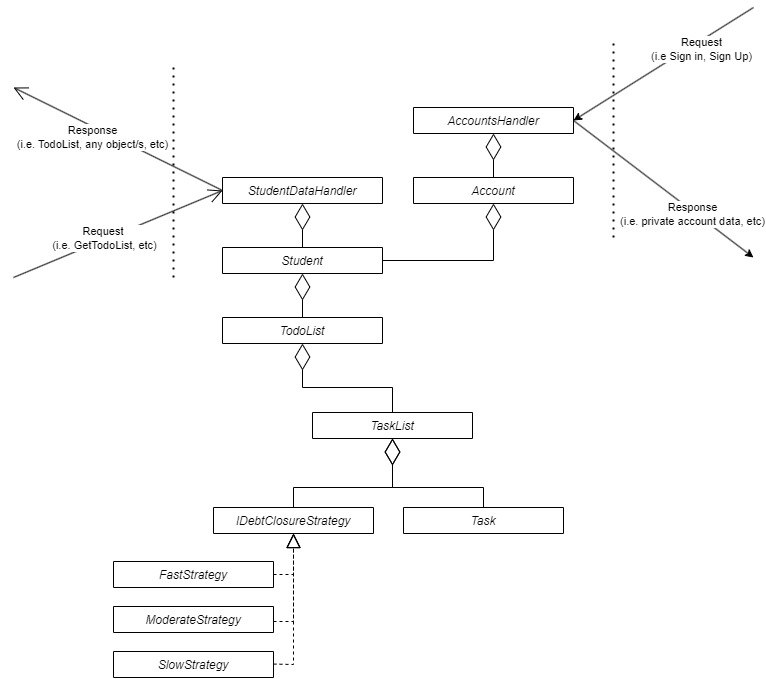 Request
(i.e Sign in, Sign Up)
AccountsHandler
Response
(i.e. TodoList, any object/s, etc)
StudentDataHandler
Account
Response
(i.e. private account data, etc)
Request
(i.e. GetTodoList, etc)
Student
TodoList
TaskList
IDebtClosureStrategy
Task
FastStrategy
ModerateStrategy
SlowStrategy